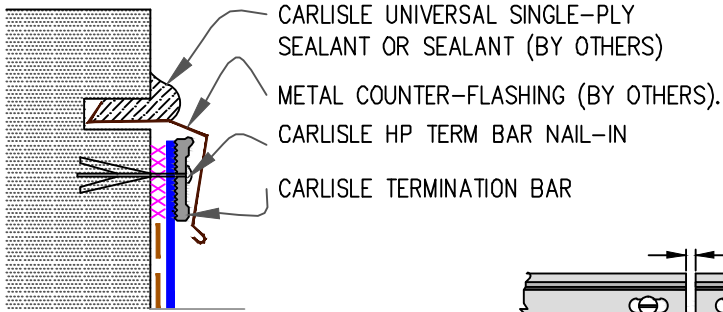 CARLISLE UNIVERSAL SINGLE-PLY
SEALANT OR SEALANT (BY OTHERS)
METAL COUNTER-FLASHING (BY OTHERS).
CARLISLE HP TERM BAR NAIL-IN
CARLISLE TERMINATION BAR